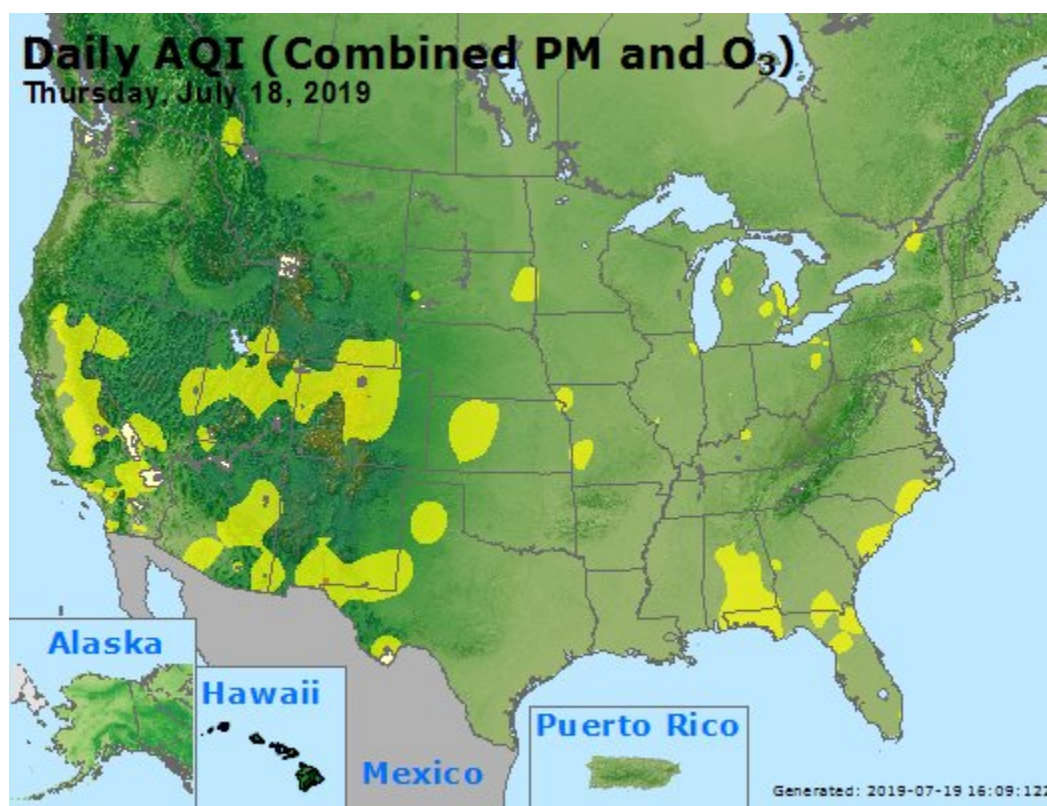 Daily AQI (Combined PM and O₃)
Thursday, July 18, 2019
Alaska
Hawaii
Mexico
Puerto Rico
Generated: 2019-07-19 16:09:12Z